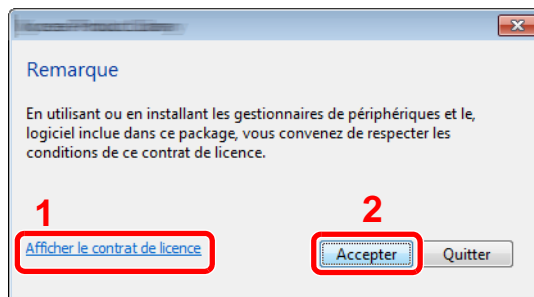 Remarque
En utilisant ou en installant les gestionnaires de périphériques et le,
logiciel inclue dans ce package, vous convenez de respecter les
conditions de ce contrat de licence.
1
2
Afficher le contrat de licence
Accepter
Quitter